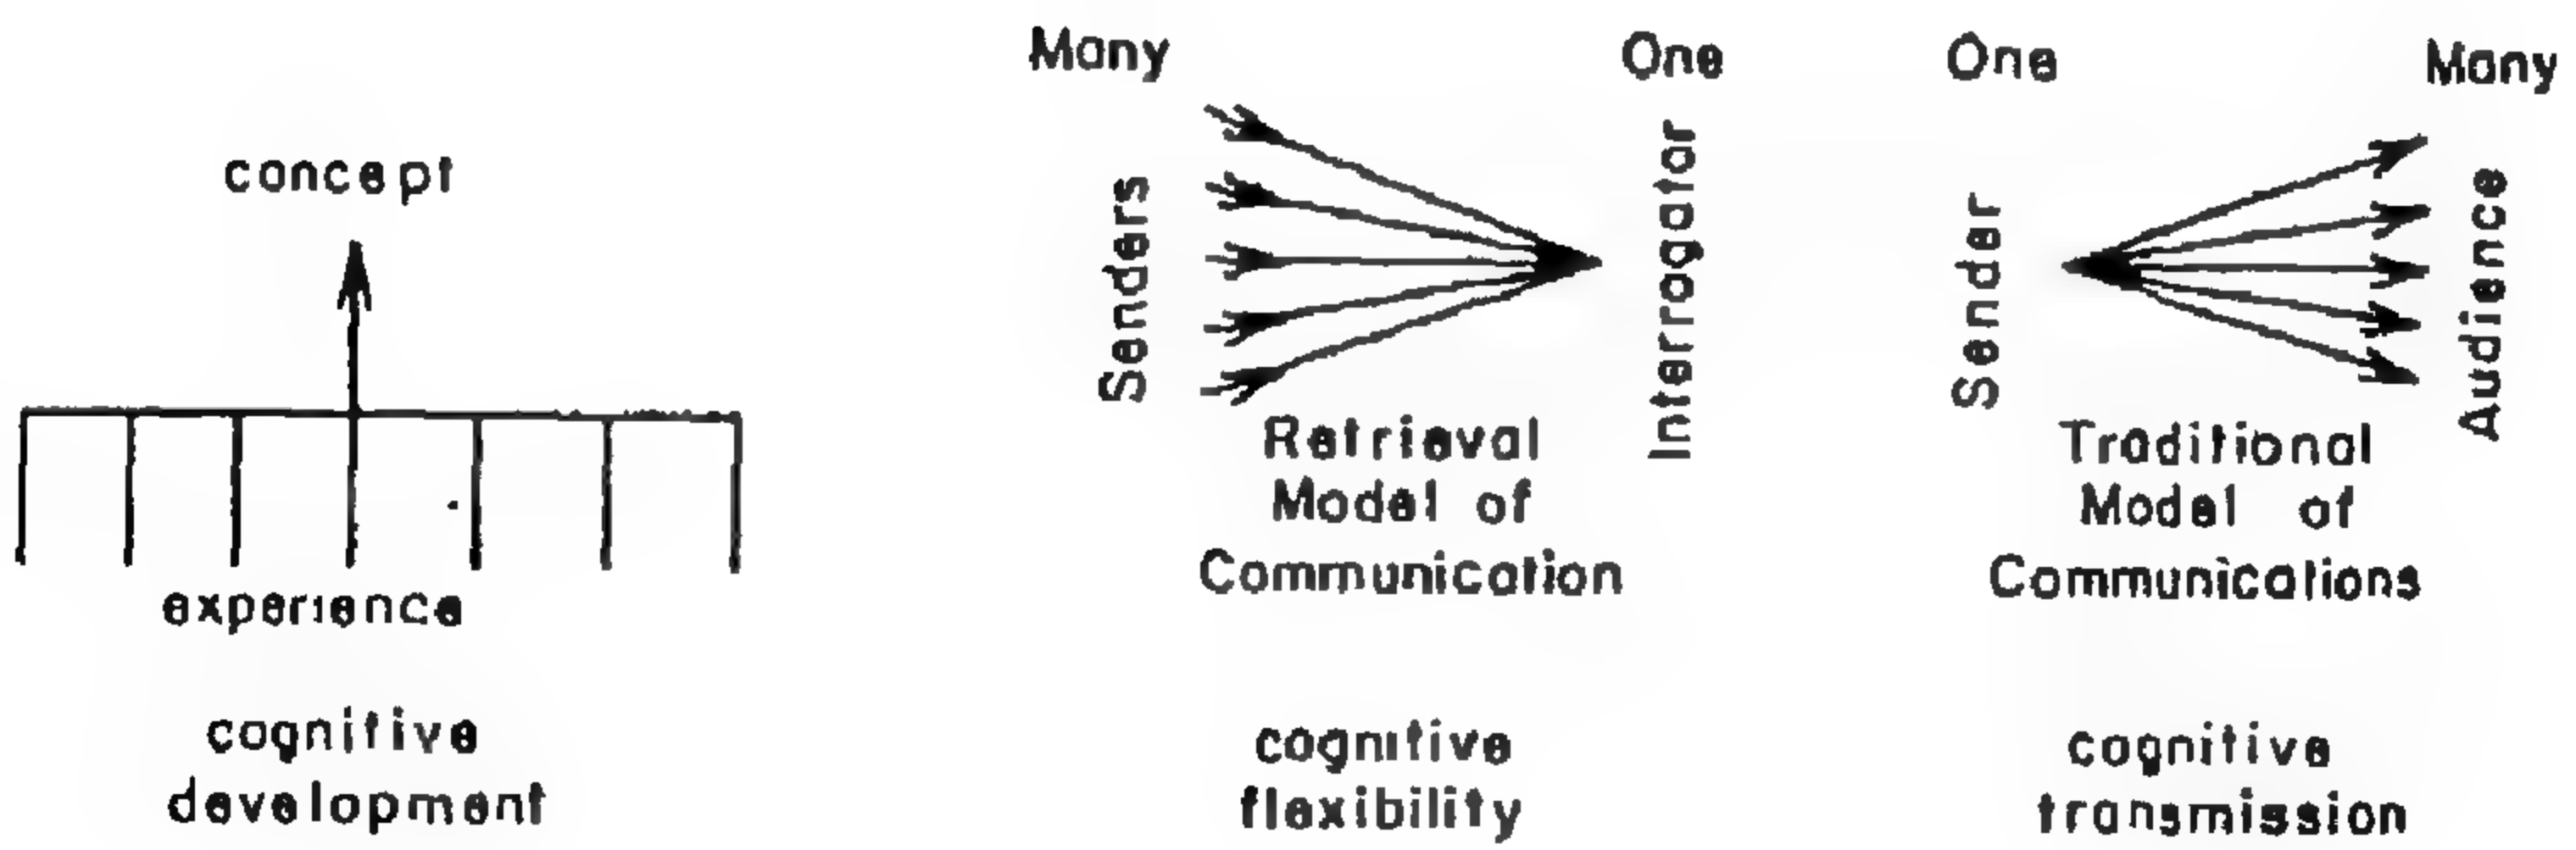 concept
experience
cognitive
development
Many
One
Senders
Interrogator
Retrieval
Model of
Communication
cognitive
flexibility
One
Many
Sender
Audience
Traditional
Model of
Communications
cognitive
transmission